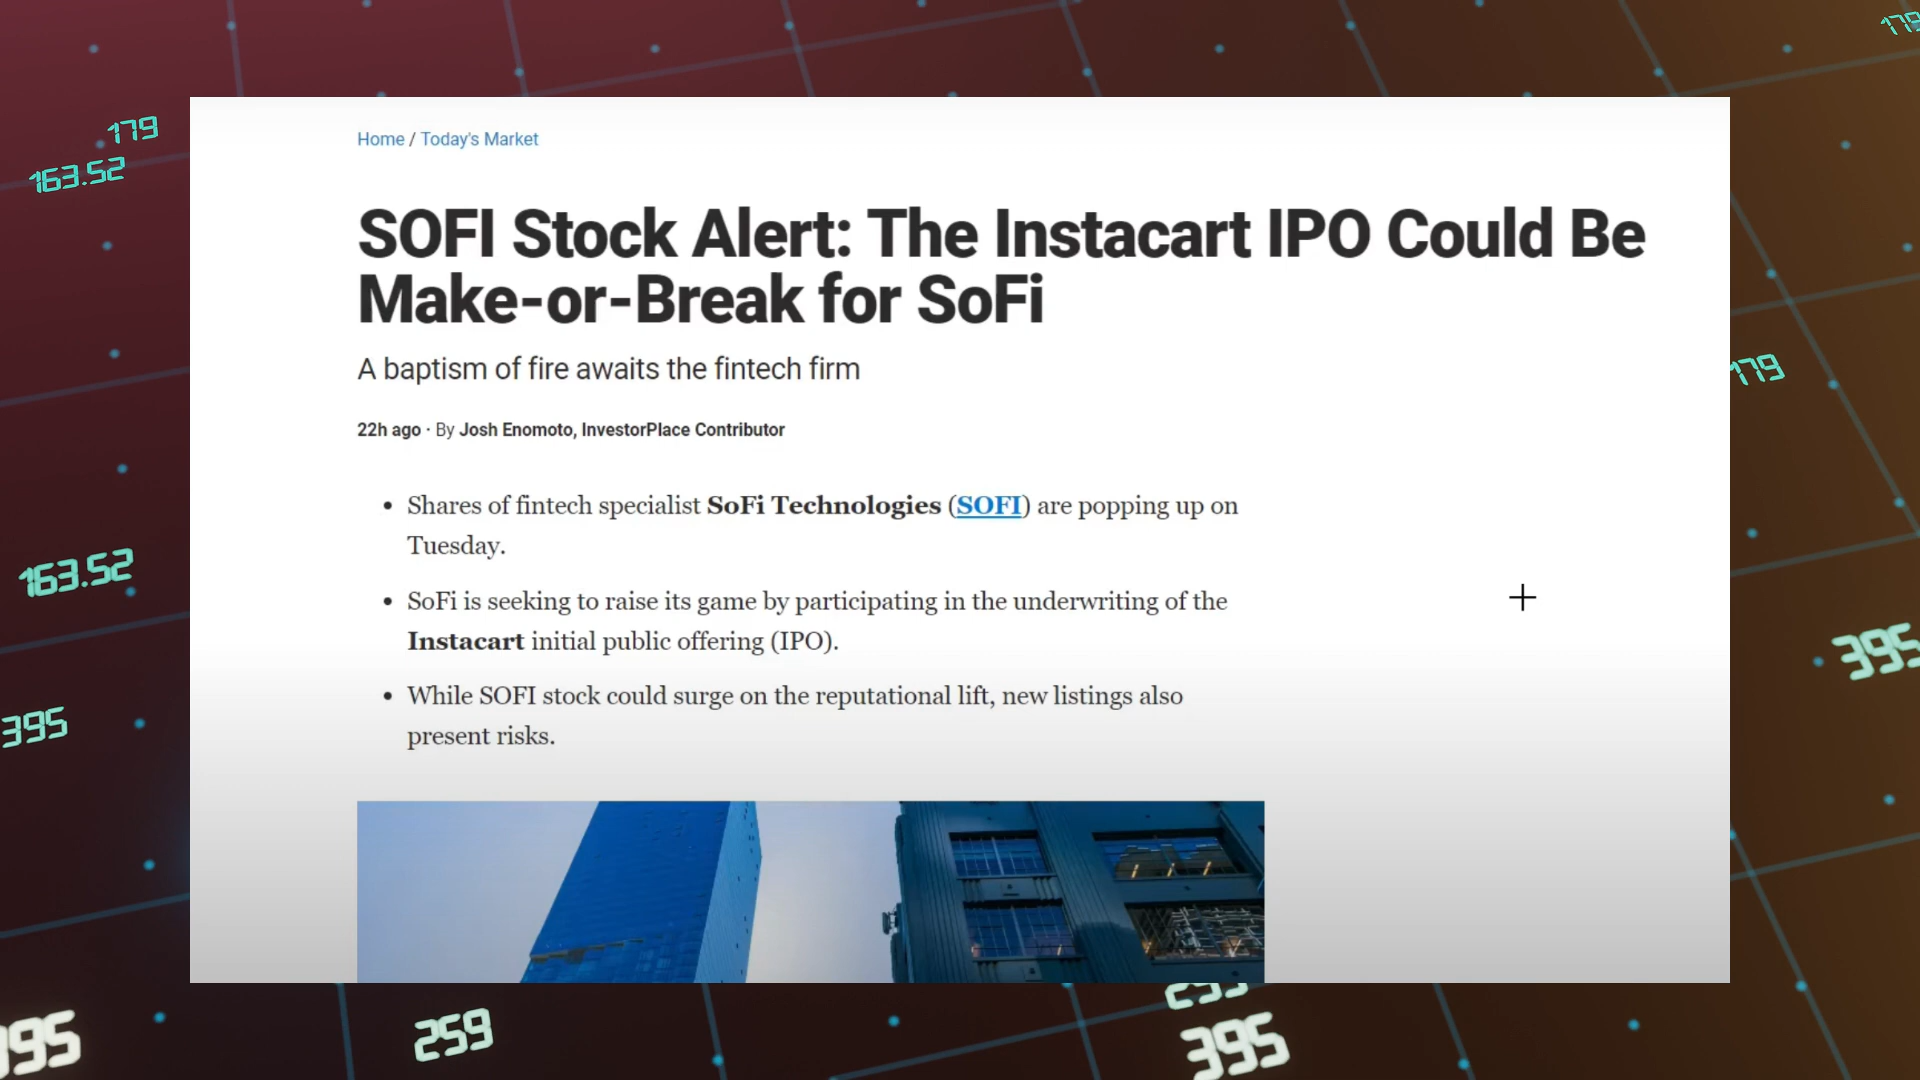 179
179
163.52
Home / Today's Market
SOFI Stock Alert: The Instacart IPO Could Be
Make-or-Break for SoFi
A baptism of fire awaits the fintech firm
179
22h ago · By Josh Enomoto, InvestorPlace Contributor
• Shares of fintech specialist SoFi Technologies (SOFI) are popping up on
Tuesday.
163.52
• SoFi is seeking to raise its game by participating in the underwriting of the
Instacart initial public offering (IPO).
395
• While SOFI stock could surge on the reputational lift, new listings also
present risks.
395
259
395
395